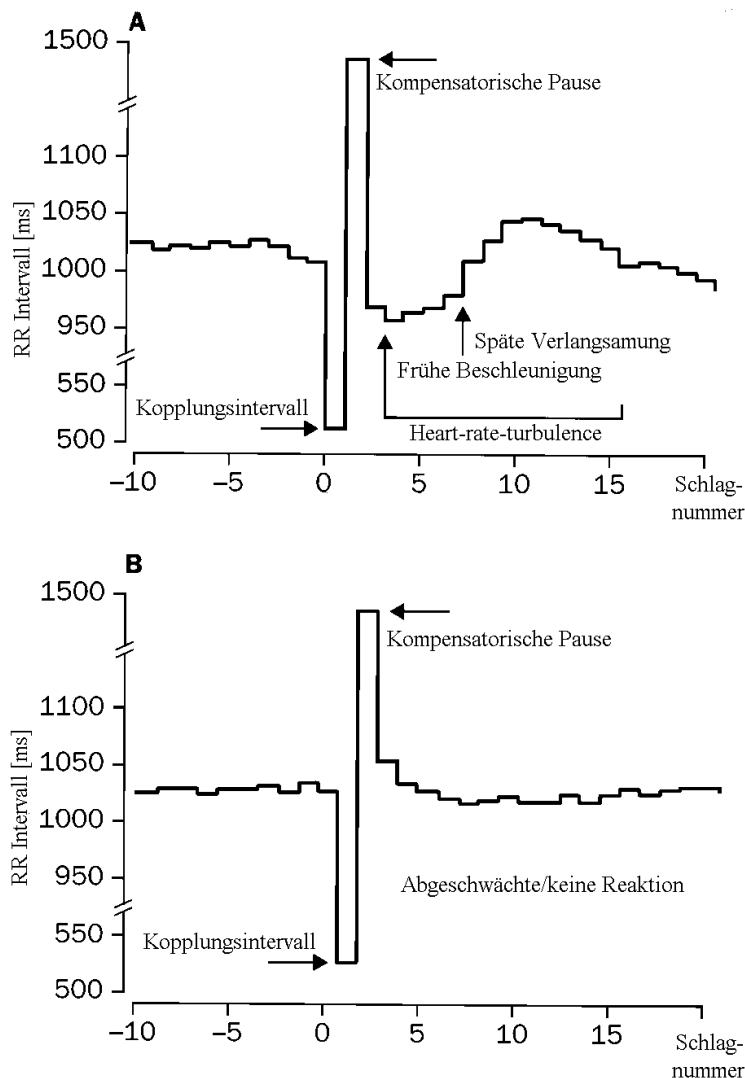 A
1500
Kompensatorische Pause
1100
1050
1000
950
550
500
RR Intervall [ms]
Späte Verlangsamung
Frühe Beschleunigung
Kopplungsintervall
Heart-rate-turbulence
−10 −5 0 5 10 15 Schlag-
nummer
B
1500
Kompensatorische Pause
1100
1050
1000
950
550
500
RR Intervall [ms]
Abgeschwächte/keine Reaktion
Kopplungsintervall
−10 −5 0 5 10 15 Schlag-
nummer